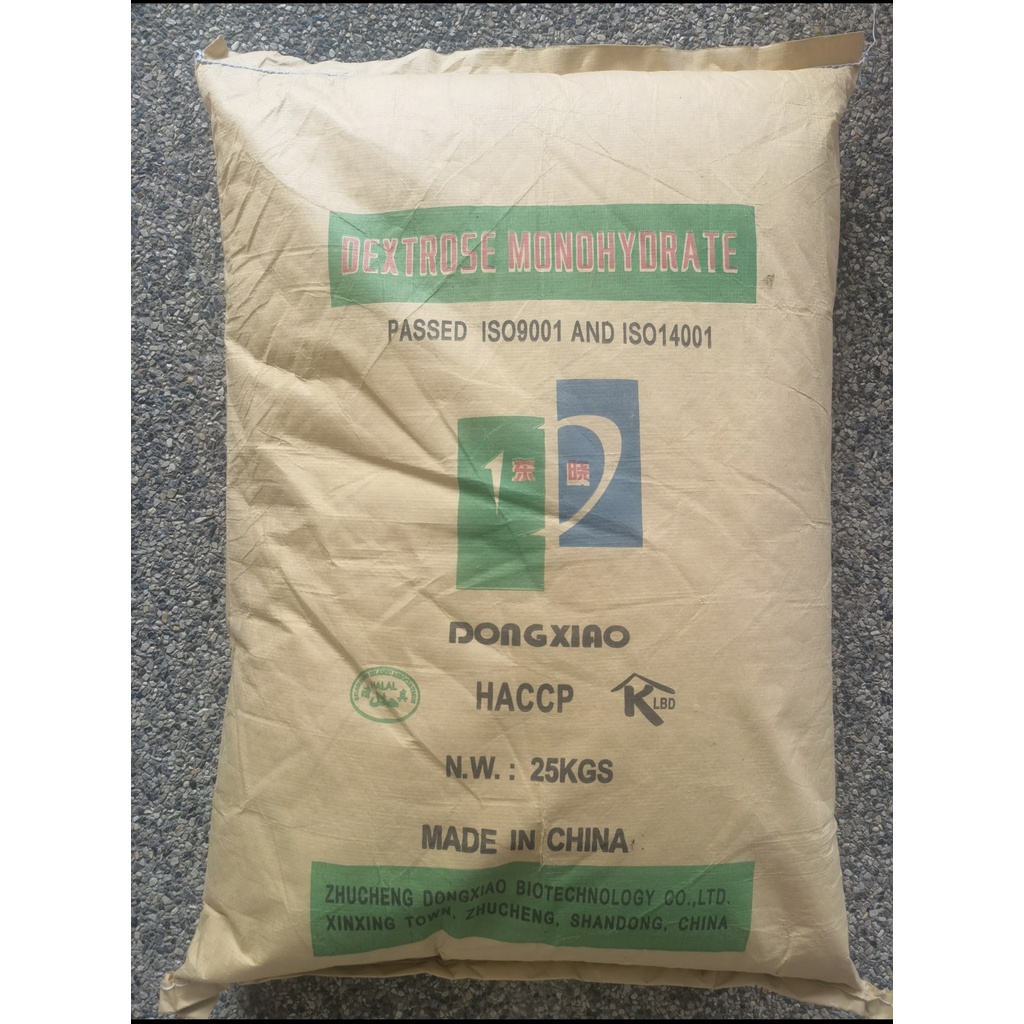 DEXTROSE MONOHYDRATE
PASSED ISO9001 AND ISO14001
东 晓
DONGXIAO
HALAL
HACCP
K LBD
N.W.: 25KGS
MADE IN CHINA
ZHUCHENG DONGXIAO BIOTECHNOLOGY CO.,LTD.
XINXING TOWN, ZHUCHENG, SHANDONG, CHINA